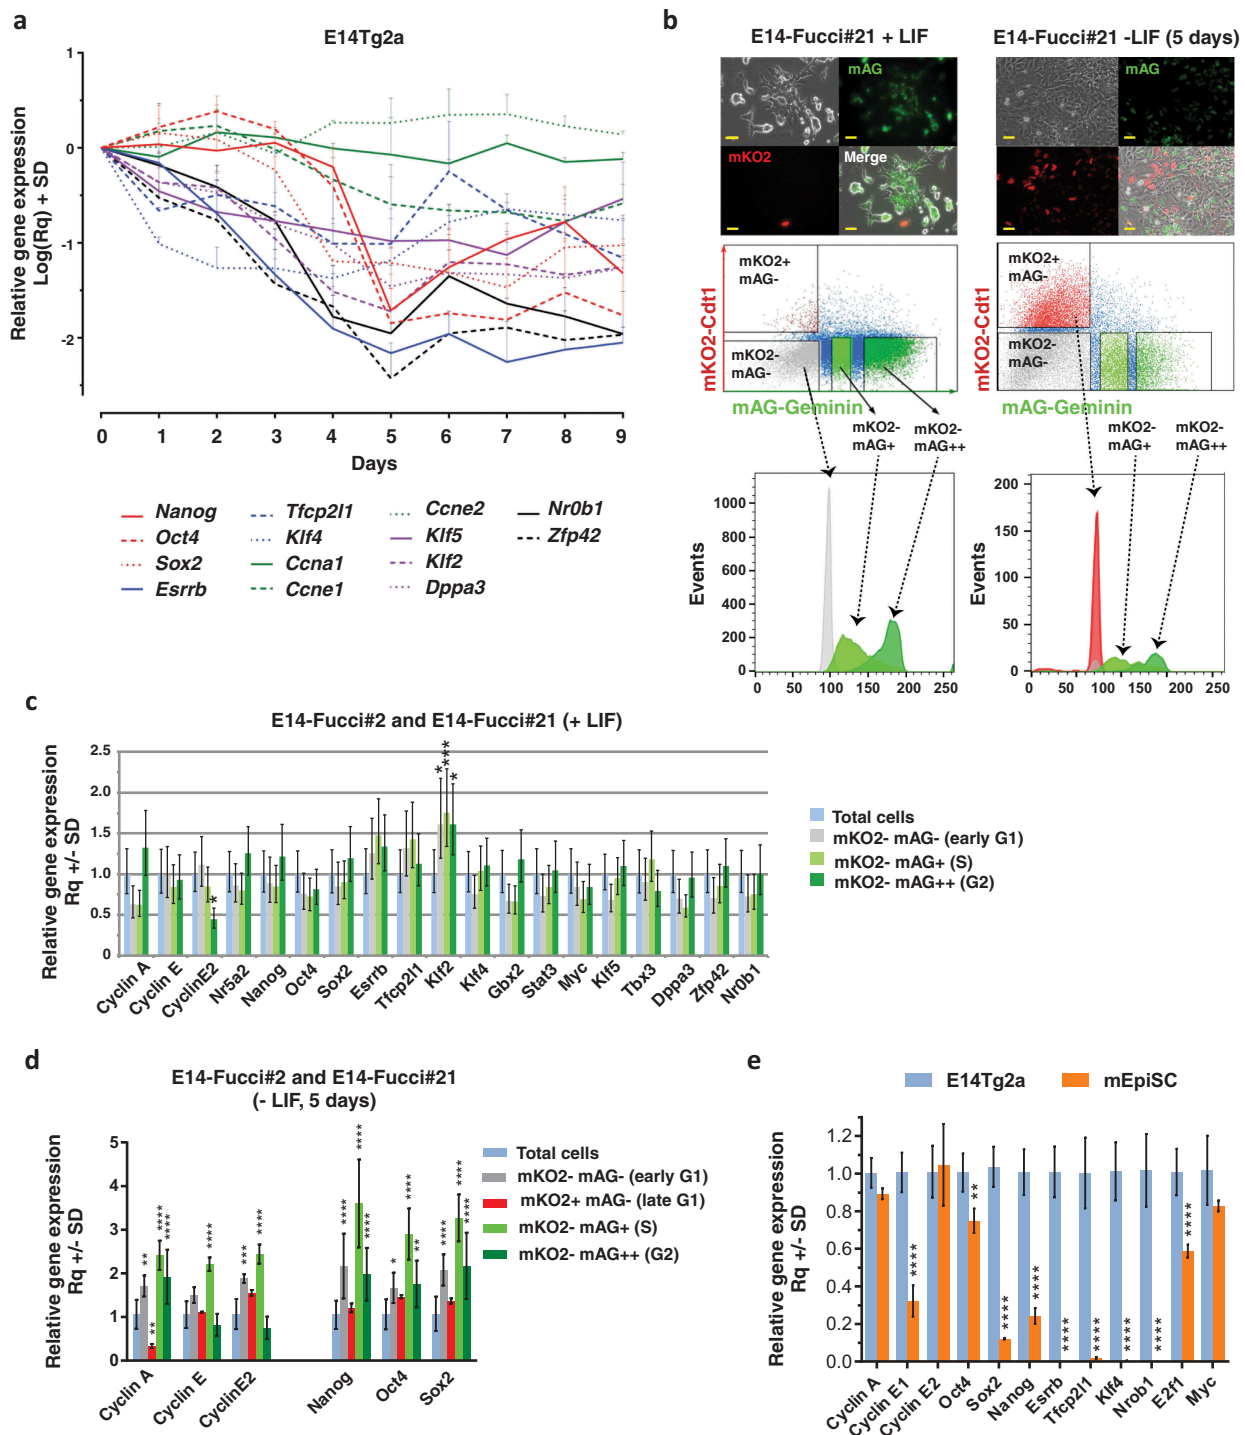 a
E14Tg2a
Relative gene expression
Log(Rq) + SD
1
0
-1
-2
0 1 2 3 4 5 6 7 8 9
Days
Nanog
Oct4
Sox2
Esrrb
Tfcp2l1
Klf4
Ccna1
Ccne1
Ccne2
Klf5
Klf2
Dppa3
Nr0b1
Zfp42
b
E14-Fucci#21 + LIF
E14-Fucci#21 -LIF (5 days)
mAG
mKO2
Merge
mAG
mKO2-Cdt1
mKO2+
mAG-
mKO2-
mAG-
mAG-Geminin
mKO2-
mAG+
mKO2-
mAG++
mKO2-Cdt1
mKO2+
mAG-
mKO2-
mAG-
mAG-Geminin
mKO2-
mAG+
mKO2-
mAG++
Events
1000
800
600
400
200
0
0 50 100 150 200 250
Events
200
150
100
50
0
0 50 100 150 200 250
c
E14-Fucci#2 and E14-Fucci#21 (+ LIF)
Relative gene expression
Rq +/- SD
2.5
2.0
1.5
1.0
0.5
0
* *** *
*
Cyclin A
Cyclin E
CyclinE2
Nr5a2
Nanog
Oct4
Sox2
Esrrb
Tfcp2l1
Klf2
Klf4
Gbx2
Stat3
Myc
Klf5
Tbx3
Dppa3
Zfp42
Nr0b1
Total cells
mKO2- mAG- (early G1)
mKO2- mAG+ (S)
mKO2- mAG++ (G2)
d
E14-Fucci#2 and E14-Fucci#21
(- LIF, 5 days)
Relative gene expression
Rq +/- SD
5
4
3
2
1
0
** ** **** ****
****
*** ****
**** **** ****
* **** **
**** **** ****
Cyclin A
Cyclin E
CyclinE2
Nanog
Oct4
Sox2
Total cells
mKO2- mAG- (early G1)
mKO2+ mAG- (late G1)
mKO2- mAG+ (S)
mKO2- mAG++ (G2)
e
E14Tg2a
mEpiSC
Relative gene expression
Rq +/- SD
1.2
1.0
0.8
0.6
0.4
0.2
0.0
****
**
****
****
****
****
****
****
****
Cyclin A
Cyclin E1
Cyclin E2
Oct4
Sox2
Nanog
Esrrb
Tfcp2l1
Klf4
Nrob1
E2f1
Myc